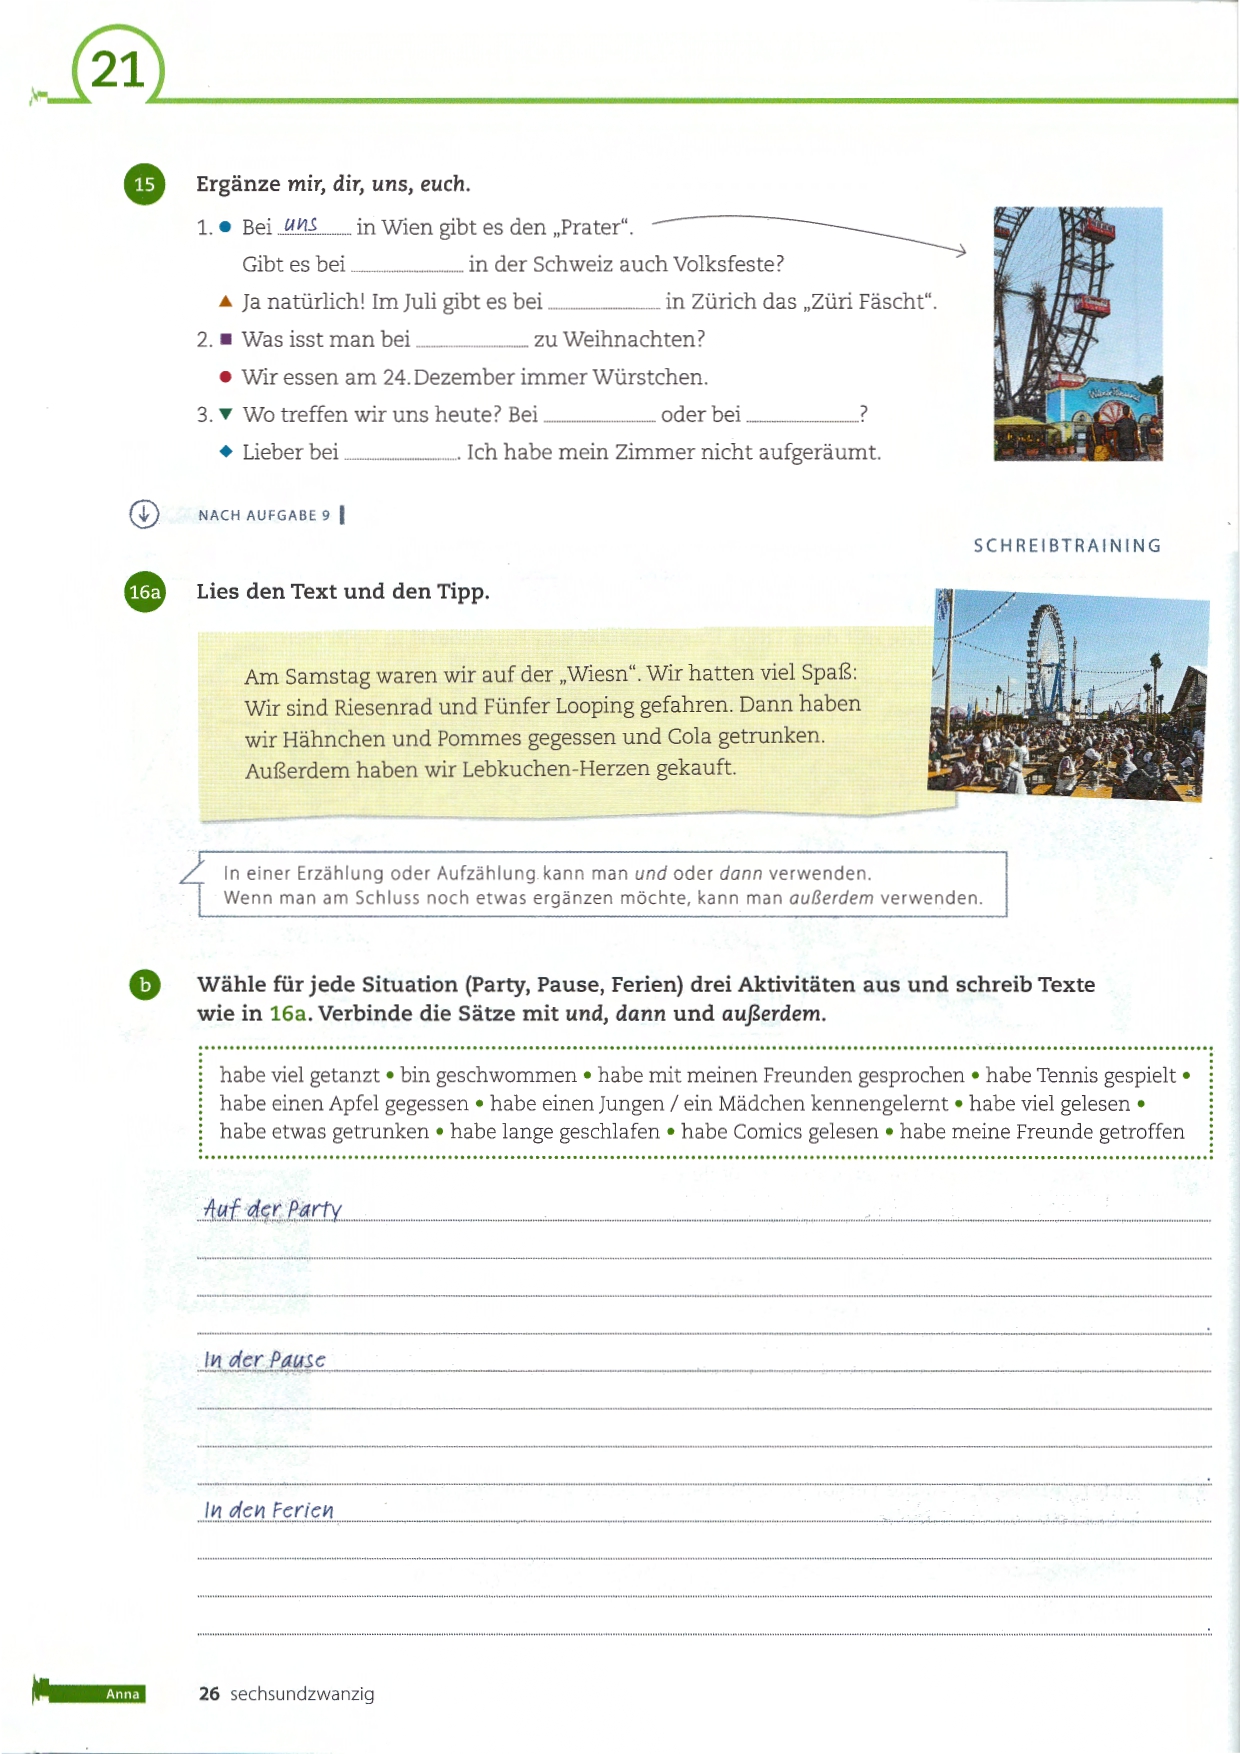 21
15 Ergänze mir, dir, uns, euch.
1. ● Bei uns in Wien gibt es den „Prater“.
Gibt es bei in der Schweiz auch Volksfeste?
▲ Ja natürlich! Im Juli gibt es bei in Zürich das „Züri Fäscht“.
2. ■ Was isst man bei zu Weihnachten?
● Wir essen am 24. Dezember immer Würstchen.
3. ▼ Wo treffen wir uns heute? Bei oder bei ?
◆ Lieber bei . Ich habe mein Zimmer nicht aufgeräumt.
NACH AUFGABE 9
SCHREIBTRAINING
16a Lies den Text und den Tipp.
Am Samstag waren wir auf der „Wiesn“. Wir hatten viel Spaß:
Wir sind Riesenrad und Fünfer Looping gefahren. Dann haben
wir Hähnchen und Pommes gegessen und Cola getrunken.
Außerdem haben wir Lebkuchen-Herzen gekauft.
In einer Erzählung oder Aufzählung kann man und oder dann verwenden.
Wenn man am Schluss noch etwas ergänzen möchte, kann man außerdem verwenden.
b Wähle für jede Situation (Party, Pause, Ferien) drei Aktivitäten aus und schreib Texte
wie in 16a. Verbinde die Sätze mit und, dann und außerdem.
habe viel getanzt • bin geschwommen • habe mit meinen Freunden gesprochen • habe Tennis gespielt •
habe einen Apfel gegessen • habe einen Jungen / ein Mädchen kennengelernt • habe viel gelesen •
habe etwas getrunken • habe lange geschlafen • habe Comics gelesen • habe meine Freunde getroffen
Auf der Party
.
In der Pause
.
In den Ferien
.
Anna 26 sechsundzwanzig